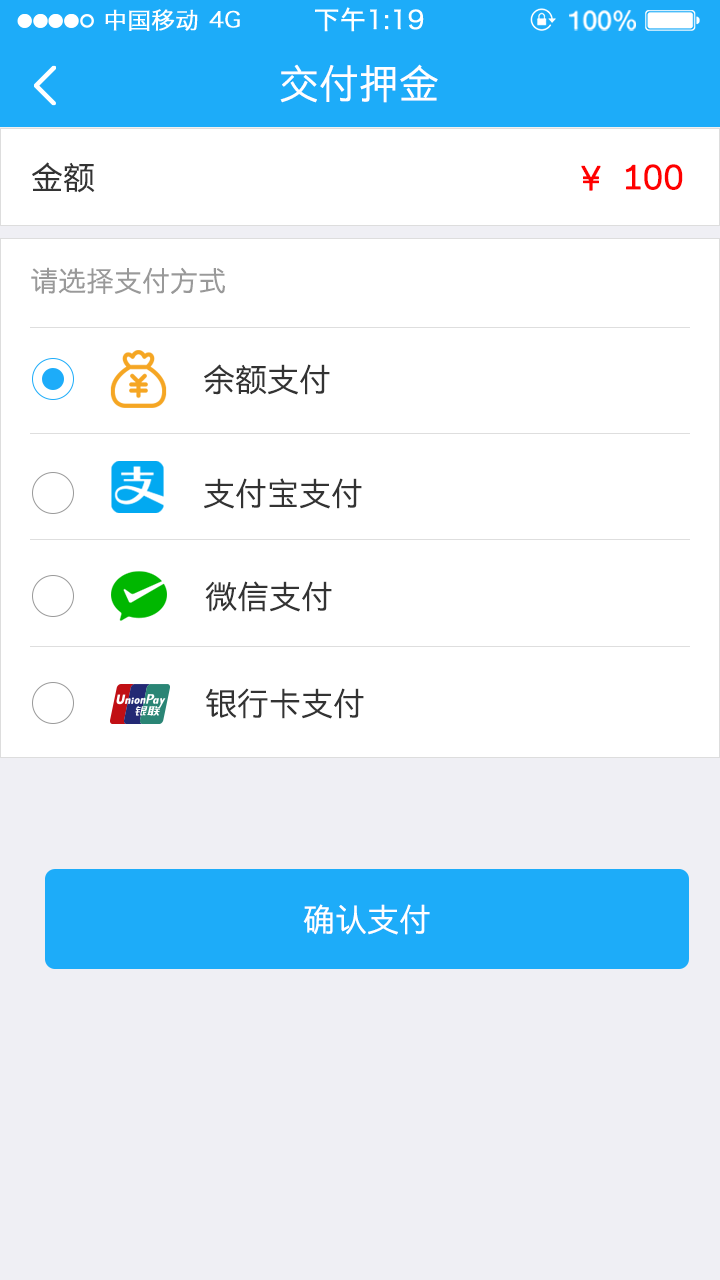 中国移动 4G 下午1:19 100%
交付押金
金额 ¥ 100
请选择支付方式
¥ 余额支付
支 支付宝支付
微信支付
UnionPay 银联 银行卡支付
确认支付